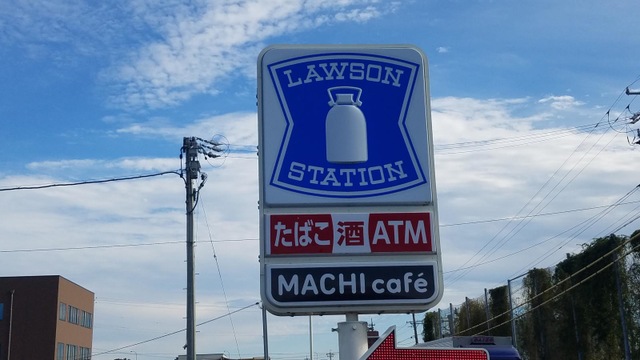 LAWSON
STATION
たばこ 酒 ATM
MACHI café